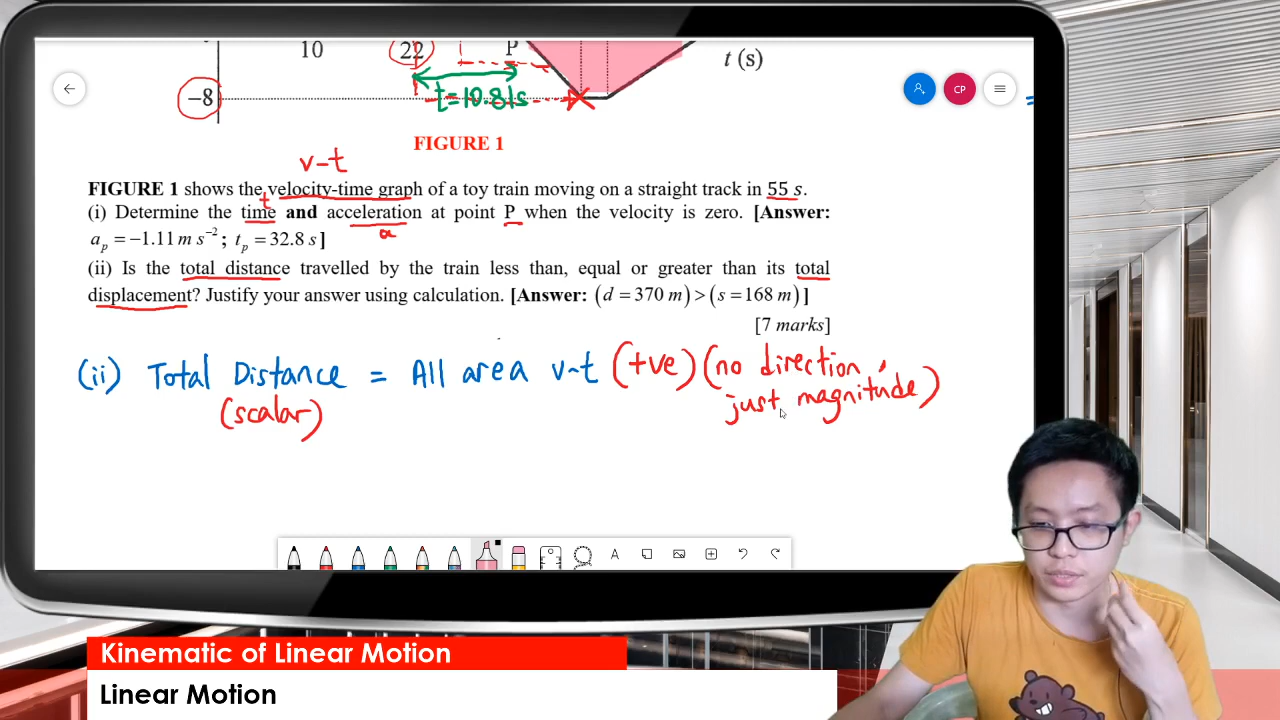 10
22
P
t (s)
t = 10.81s
-8
CP
FIGURE 1
v-t
FIGURE 1 shows the velocity-time graph of a toy train moving on a straight track in 55 s.
t
(i) Determine the time and acceleration at point P when the velocity is zero. [Answer:
a
aₚ = −1.11 m s⁻² ; tₚ = 32.8 s ]
(ii) Is the total distance travelled by the train less than, equal or greater than its total
displacement? Justify your answer using calculation. [Answer: (d = 370 m) > (s = 168 m) ]
[7 marks]
(ii) Total Distance = All area v-t (+ve) (no direction,
(scalar) just magnitude)
A
Kinematic of Linear Motion
Linear Motion